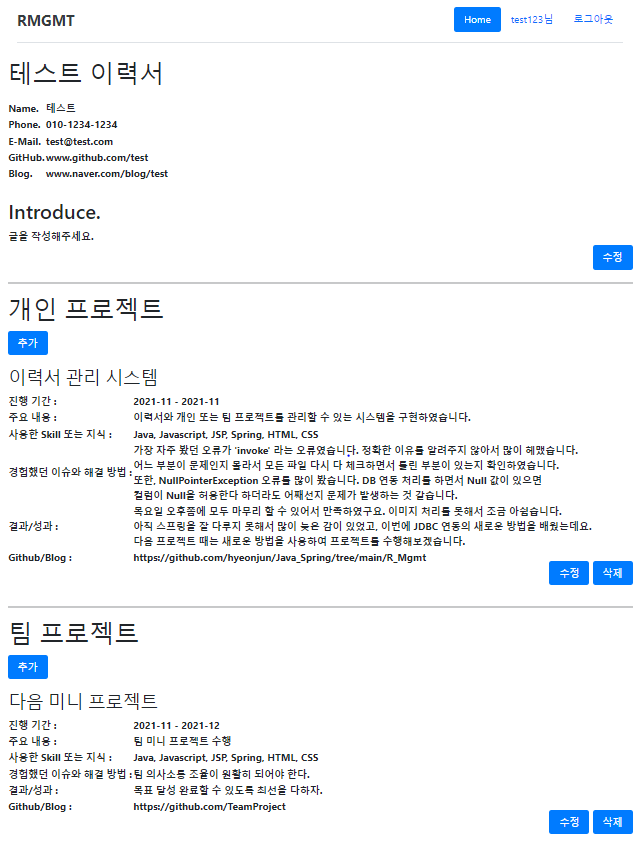 RMGMT
Home test123님 로그아웃
테스트 이력서
Name. 테스트
Phone. 010-1234-1234
E-Mail. test@test.com
GitHub. www.github.com/test
Blog. www.naver.com/blog/test
Introduce.
글을 작성해주세요.
수정
개인 프로젝트
추가
이력서 관리 시스템
진행 기간 : 2021-11 - 2021-11
주요 내용 : 이력서와 개인 또는 팀 프로젝트를 관리할 수 있는 시스템을 구현하였습니다.
사용한 Skill 또는 지식 : Java, Javascript, JSP, Spring, HTML, CSS
가장 자주 봤던 오류가 'invoke' 라는 오류였습니다. 정확한 이유를 알려주지 않아서 많이 헤맸습니다.
어느 부분이 문제인지 몰라서 모든 파일 다시 다 체크하면서 틀린 부분이 있는지 확인하였습니다.
경험했던 이슈와 해결 방법 :
또한, NullPointerException 오류를 많이 봤습니다. DB 연동 처리를 하면서 Null 값이 있으면
컬럼이 Null을 허용한다 하더라도 어째선지 문제가 발생하는 것 같습니다.
목요일 오후쯤에 모두 마무리 할 수 있어서 만족하였구요. 이미지 처리를 못해서 조금 아쉽습니다.
결과/성과 : 아직 스프링을 잘 다루지 못해서 많이 늦은 감이 있었고, 이번에 JDBC 연동의 새로운 방법을 배웠는데요.
다음 프로젝트 때는 새로운 방법을 사용하여 프로젝트를 수행해보겠습니다.
Github/Blog : https://github.com/hyeonjun/Java_Spring/tree/main/R_Mgmt
수정 삭제
팀 프로젝트
추가
다음 미니 프로젝트
진행 기간 : 2021-11 - 2021-12
주요 내용 : 팀 미니 프로젝트 수행
사용한 Skill 또는 지식 : Java, Javascript, JSP, Spring, HTML, CSS
경험했던 이슈와 해결 방법 : 팀 의사소통 조율이 원활히 되어야 한다.
결과/성과 : 목표 달성 완료할 수 있도록 최선을 다하자.
Github/Blog : https://github.com/TeamProject
수정 삭제